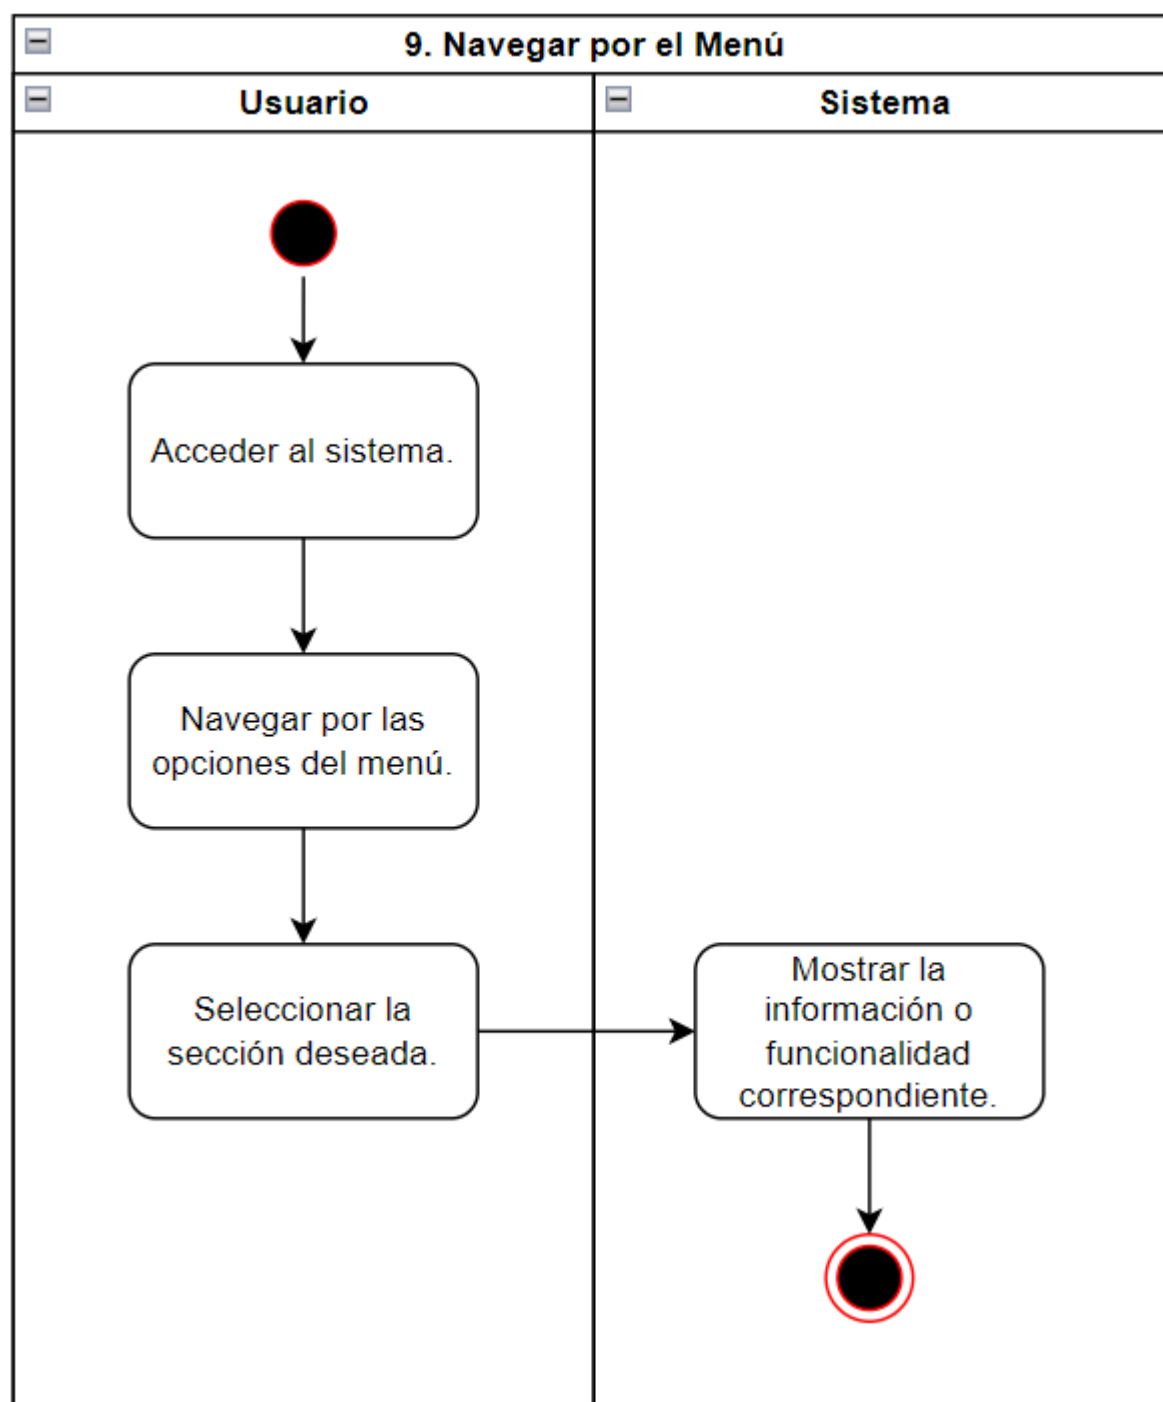 9. Navegar por el Menú
Usuario
Sistema
Acceder al sistema.
Navegar por las
opciones del menú.
Seleccionar la
sección deseada.
Mostrar la
información o
funcionalidad
correspondiente.